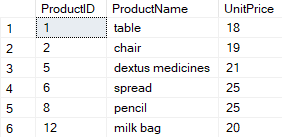 ProductID ProductName UnitPrice
1 1 table 18
2 2 chair 19
3 5 dextus medicines 21
4 6 spread 25
5 8 pencil 25
6 12 milk bag 20